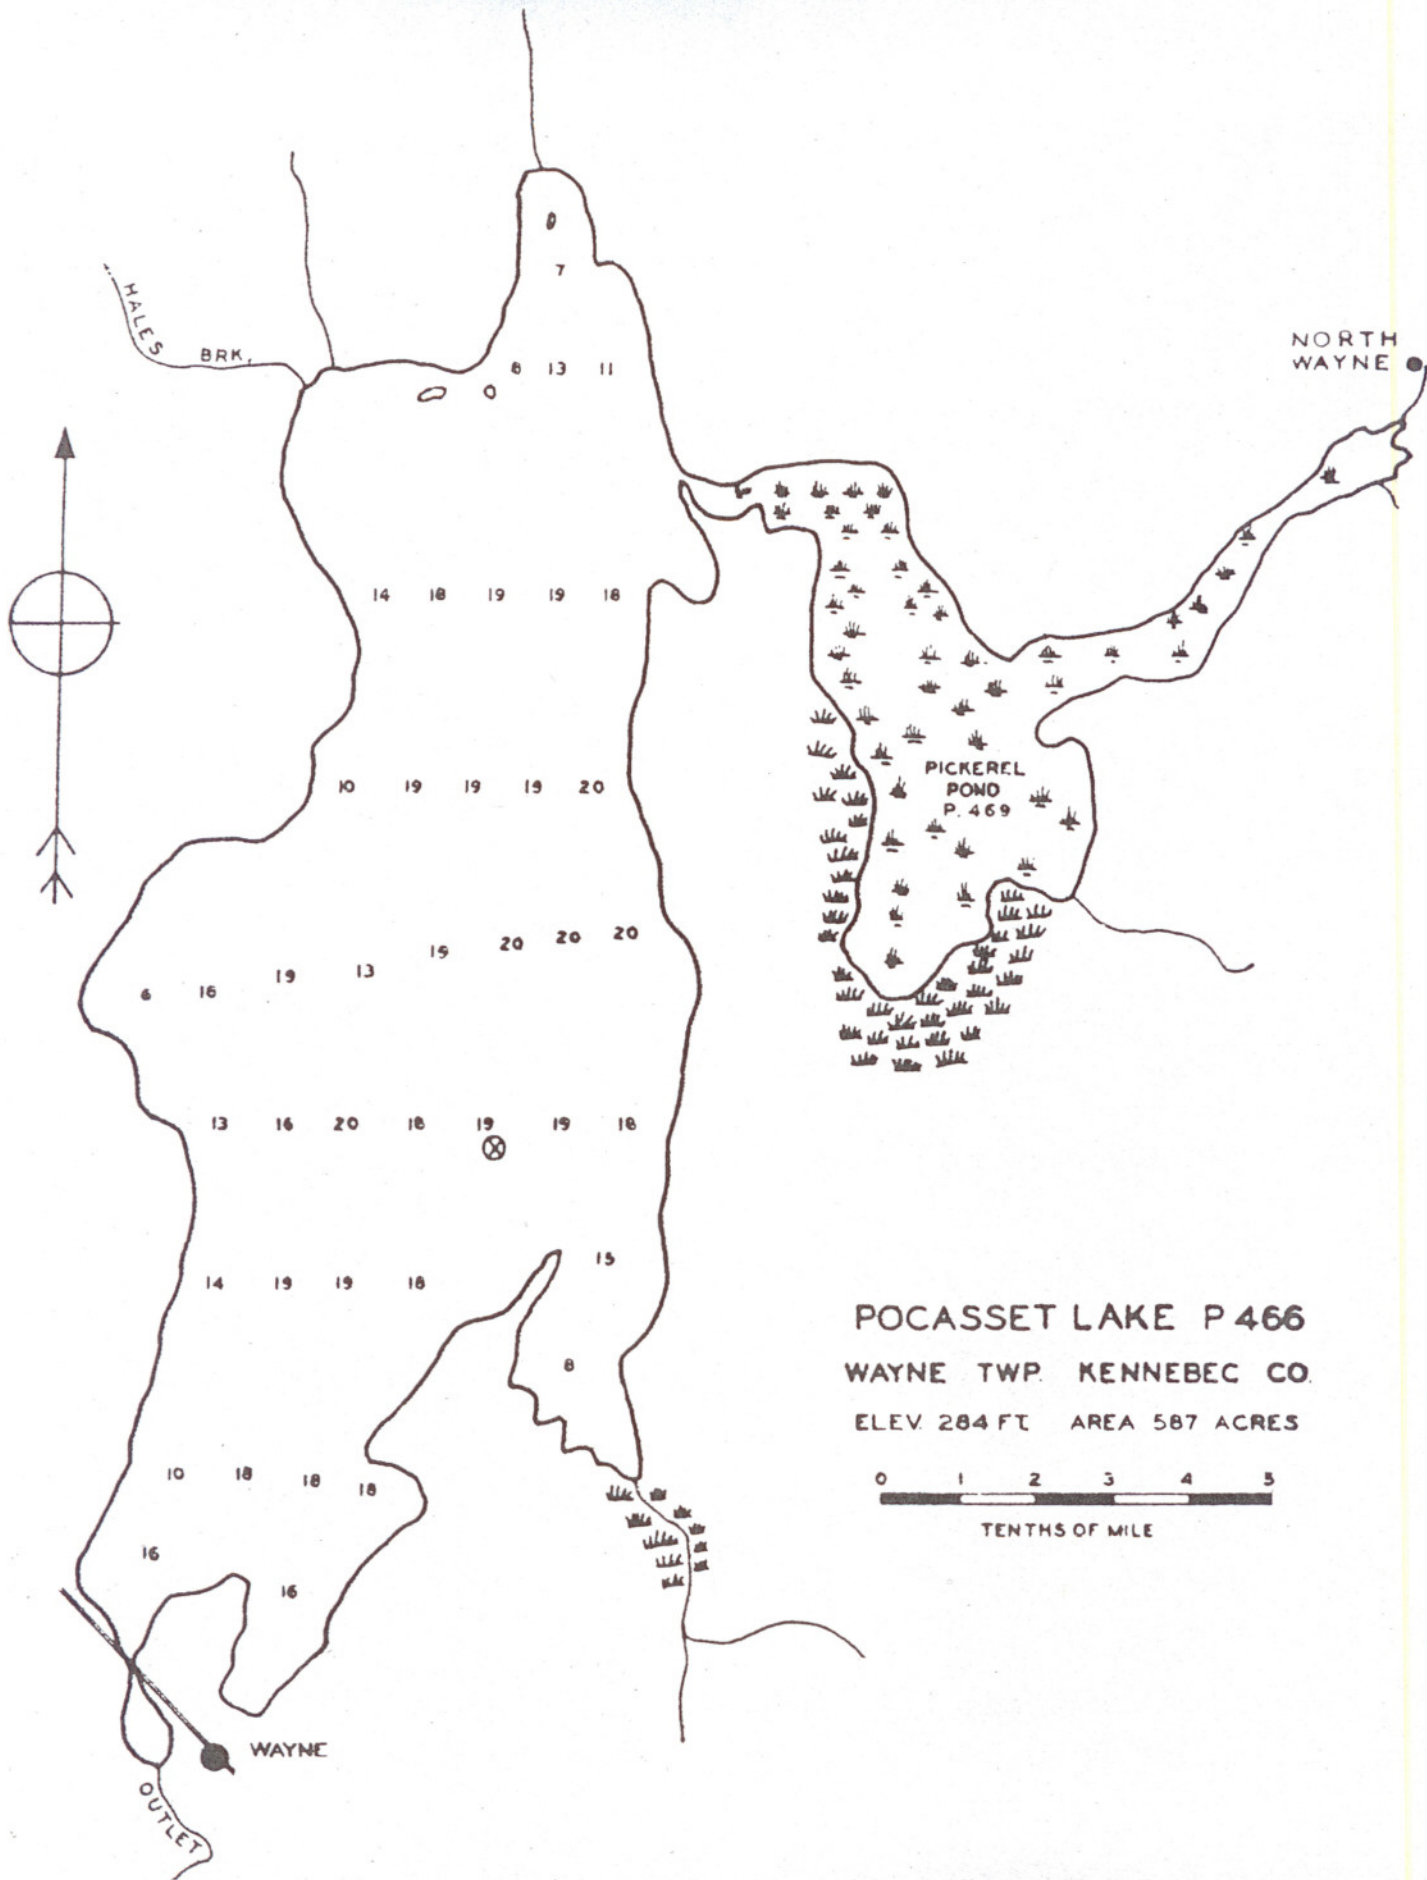 7
HALES
BRK.
8 13 11
NORTH
WAYNE
14 18 19 19 18
10 19 19 19 20
PICKEREL
POND
P. 469
6 16 19 13 19 20 20 20
13 16 20 18 19 19 18
15
14 19 19 18
8
POCASSET LAKE P 466
WAYNE TWP. KENNEBEC CO.
ELEV. 284 FT. AREA 587 ACRES
10 18 18 18
0 1 2 3 4 5
TENTHS OF MILE
16
16
WAYNE
OUTLET